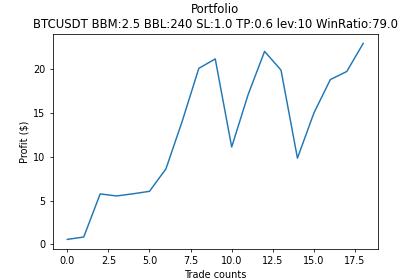 Portfolio
BTCUSDT BBM:2.5 BBL:240 SL:1.0 TP:0.6 lev:10 WinRatio:79.0
20
15
10
5
0
Profit ($)
0.0 2.5 5.0 7.5 10.0 12.5 15.0 17.5
Trade counts